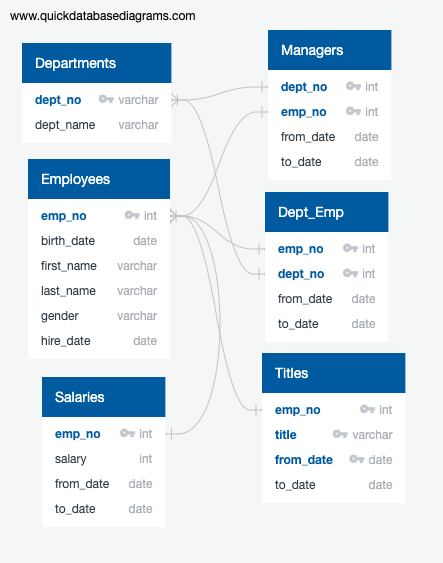 www.quickdatabasediagrams.com
Departments
dept_no varchar
dept_name varchar
Managers
dept_no int
emp_no int
from_date date
to_date date
Employees
emp_no int
birth_date date
first_name varchar
last_name varchar
gender varchar
hire_date date
Dept_Emp
emp_no int
dept_no int
from_date date
to_date date
Salaries
emp_no int
salary int
from_date date
to_date date
Titles
emp_no int
title varchar
from_date date
to_date date